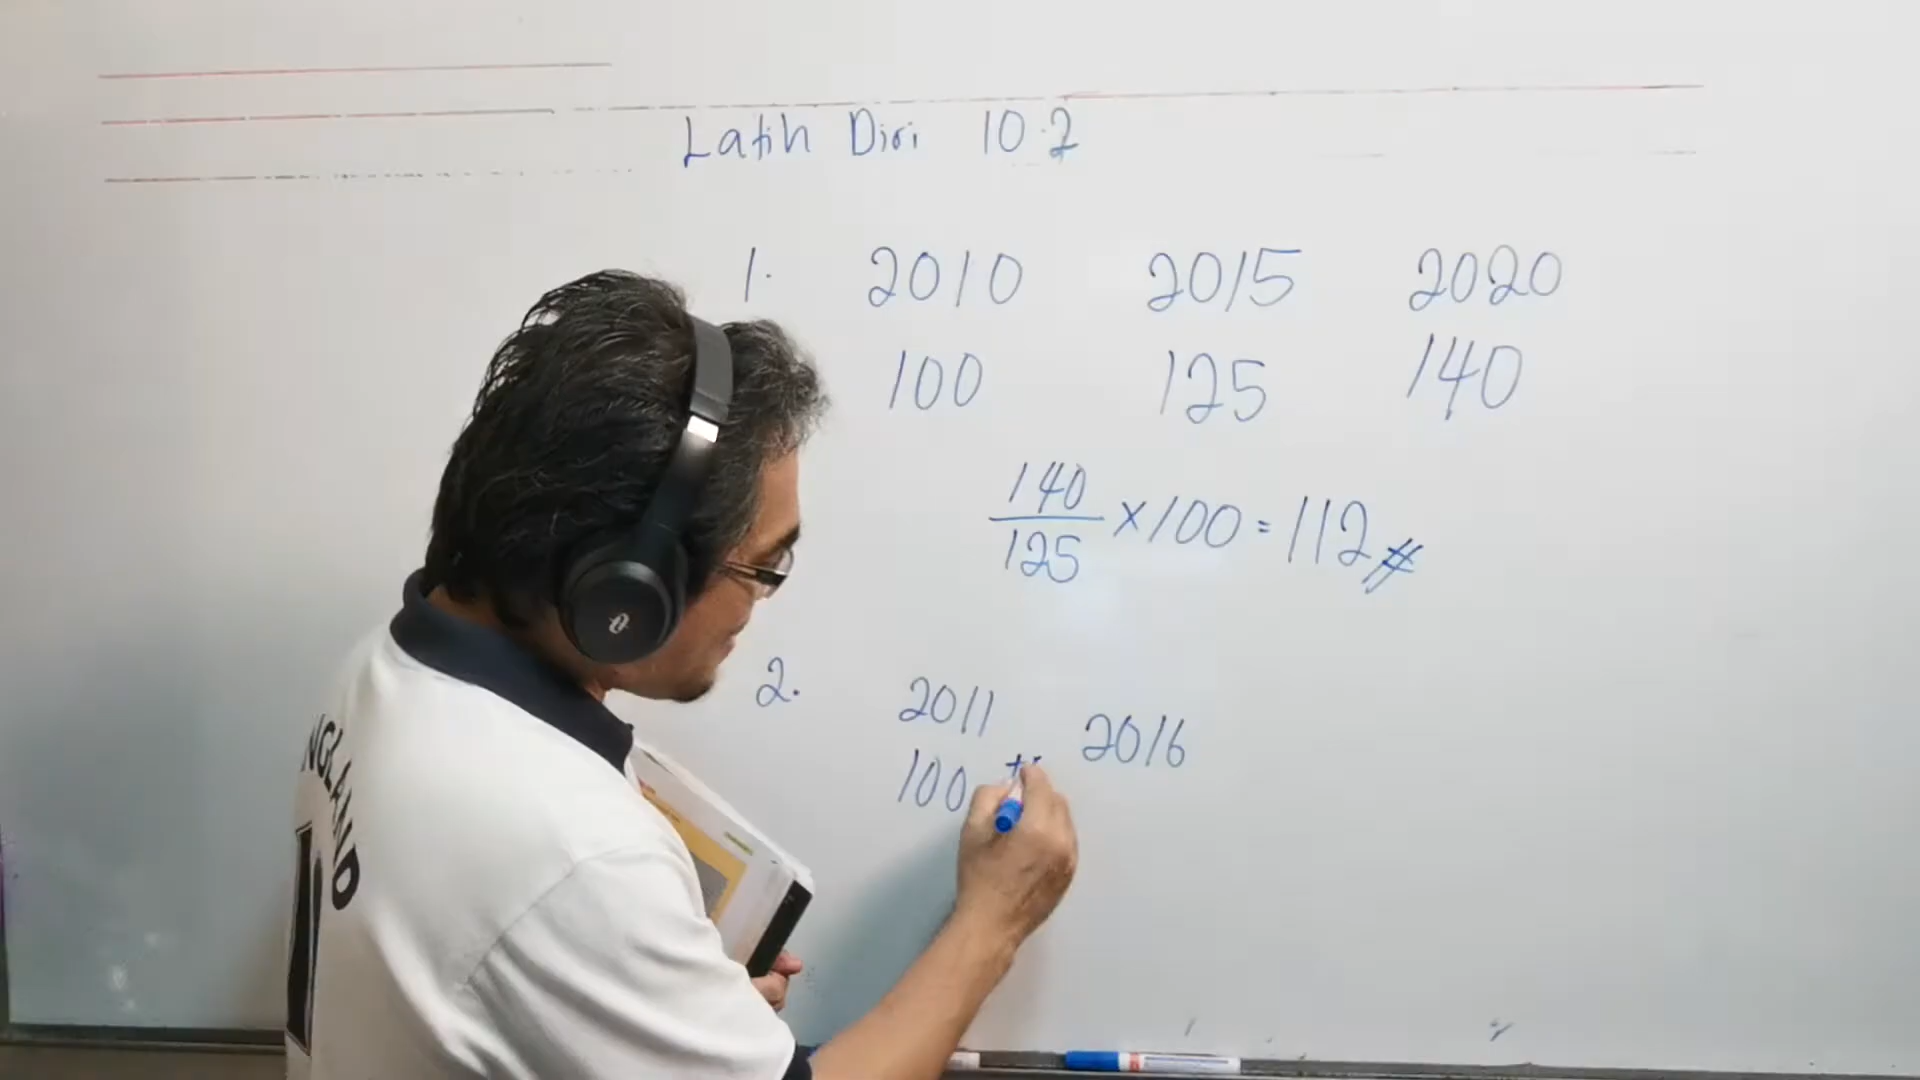 Latih Diri 10.2
1. 2010 2015 2020
100 125 140
140/125 × 100 = 112 #
2. 2011 2016
100 +
NGLAND